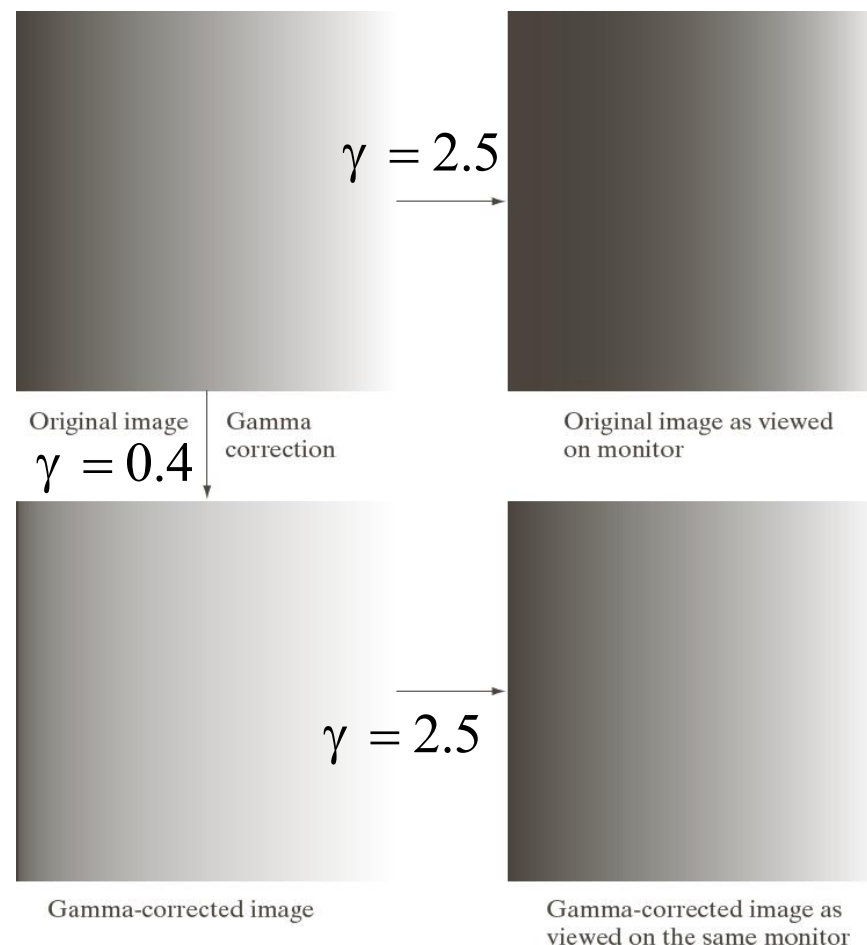 γ = 2.5
Original image
Gamma
correction
γ = 0.4
Original image as viewed
on monitor
γ = 2.5
Gamma-corrected image
Gamma-corrected image as
viewed on the same monitor